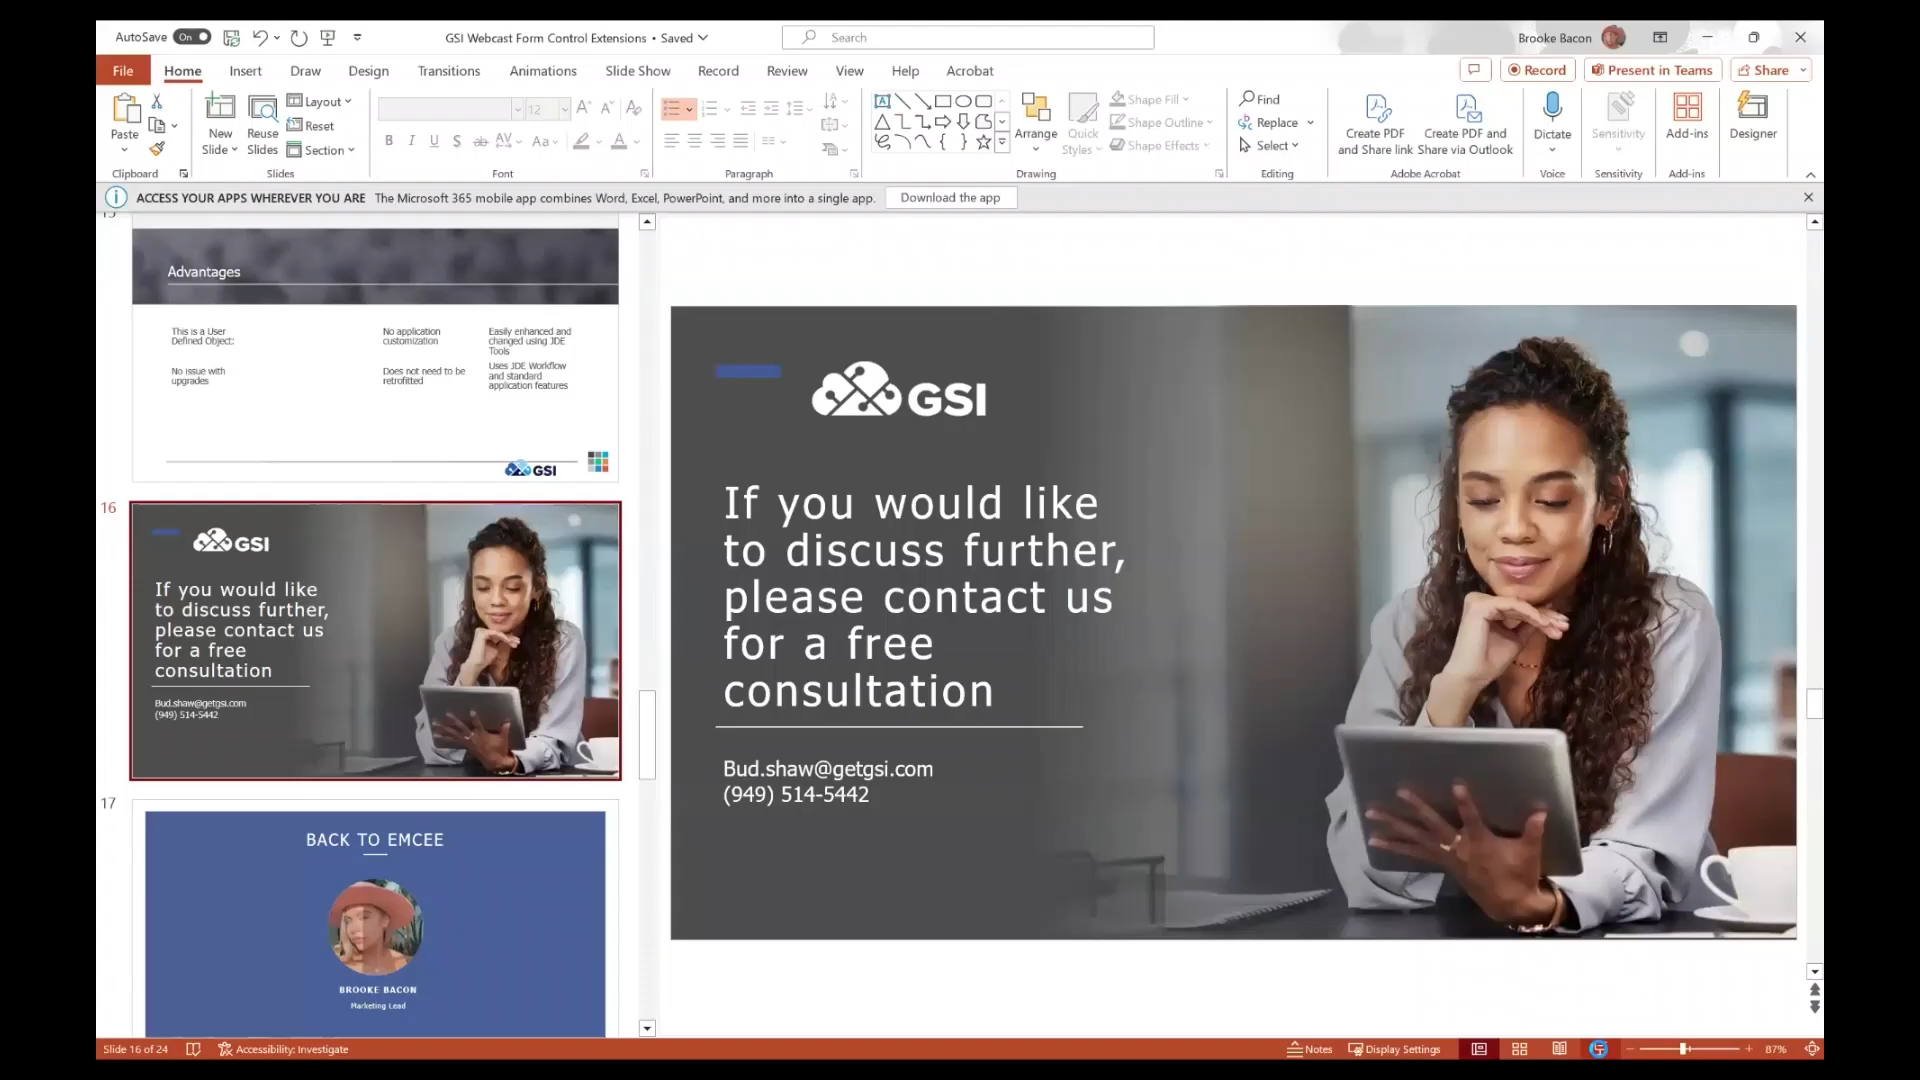 AutoSave On
GSI Webcast Form Control Extensions • Saved
Search
Brooke Bacon
File Home Insert Draw Design Transitions Animations Slide Show Record Review View Help Acrobat
Record Present in Teams Share
Paste
New Slide
Reuse Slides
Layout
Reset
Section
12
Arrange
Quick Styles
Shape Fill
Shape Outline
Shape Effects
Find
Replace
Select
Create PDF and Share link
Create PDF and Share via Outlook
Dictate
Sensitivity
Add-ins
Designer
Clipboard Slides Font Paragraph Drawing Editing Adobe Acrobat Voice Sensitivity Add-ins
ACCESS YOUR APPS WHEREVER YOU ARE The Microsoft 365 mobile app combines Word, Excel, PowerPoint, and more into a single app. Download the app
15
Advantages
This is a User
Defined Object:
No issue with
upgrades
No application
customization
Does not need to be
retrofitted
Easily enhanced and
changed using JDE
Tools
Uses JDE Workflow
and standard
application features
GSI
16
GSI
If you would like
to discuss further,
please contact us
for a free
consultation
Bud.shaw@getgsi.com
(949) 514-5442
17
BACK TO EMCEE
BROOKE BACON
Marketing Lead
GSI
If you would like
to discuss further,
please contact us
for a free
consultation
Bud.shaw@getgsi.com
(949) 514-5442
Slide 16 of 24 Accessibility: Investigate Notes Display Settings 87%